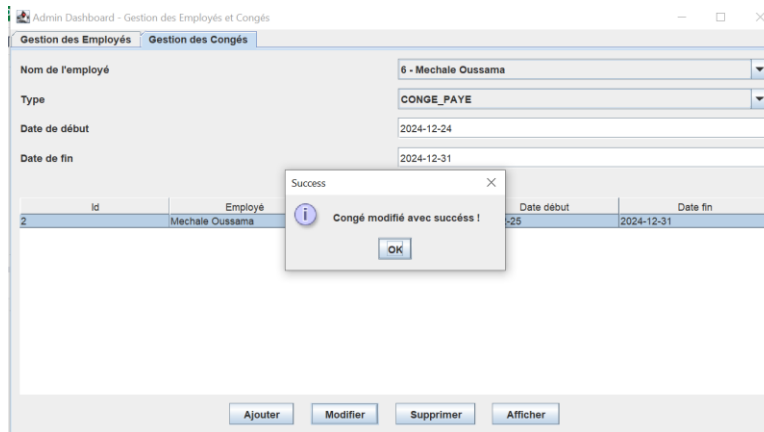 Admin Dashboard - Gestion des Employés et Congés
Gestion des Employés Gestion des Congés
Nom de l'employé 6 - Mechale Oussama
Type CONGE_PAYE
Date de début 2024-12-24
Date de fin 2024-12-31
Success
Id Employé Date début Date fin
2 Mechale Oussama -25 2024-12-31
Congé modifié avec succéss !
OK
Ajouter Modifier Supprimer Afficher